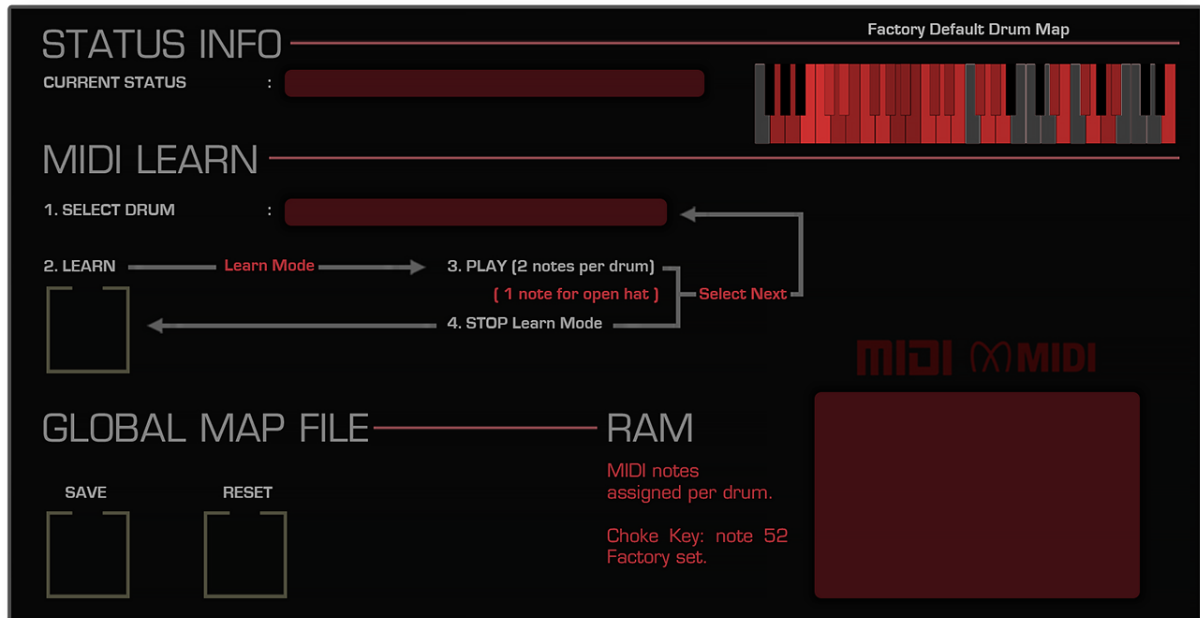 Factory Default Drum Map
STATUS INFO
CURRENT STATUS :
MIDI LEARN
1. SELECT DRUM :
2. LEARN Learn Mode 3. PLAY (2 notes per drum)
( 1 note for open hat ) Select Next
4. STOP Learn Mode
MIDI MIDI
GLOBAL MAP FILE RAM
MIDI notes
assigned per drum.
SAVE RESET
Choke Key: note 52
Factory set.